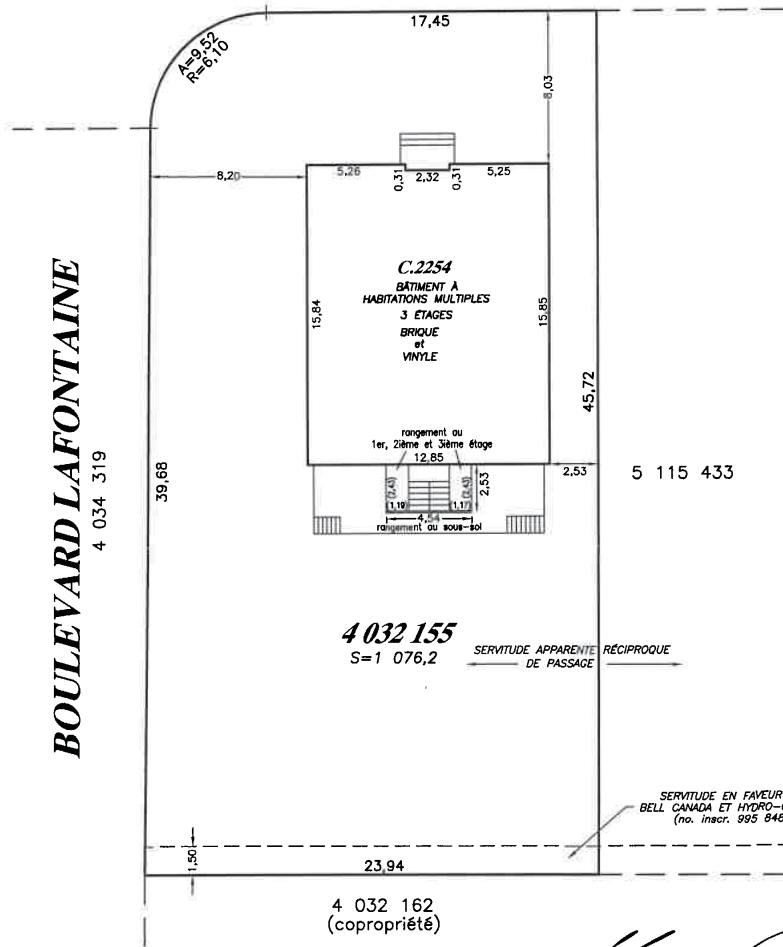 17,45
A=9,52
R=6,10
8,03
8,20
5,26
0,31
2,32
0,31
5,25
C.2254
BÂTIMENT À
HABITATIONS MULTIPLES
3 ÉTAGES
BRIQUE
et
VINYLE
15,84
15,85
45,72
BOULEVARD LAFONTAINE
4 034 319
39,68
rangement au
1er, 2ième et 3ième étage
12,85
2,53
5 115 433
(2,43)
(2,43)
2,53
(1,19)
(1,17)
4,54
rangement au sous-sol
4 032 155
S=1 076,2
SERVITUDE APPARENTE RÉCIPROQUE
DE PASSAGE
SERVITUDE EN FAVEUR
BELL CANADA ET HYDRO-
(no. inscr. 995 848
1,50
23,94
4 032 162
(copropriété)